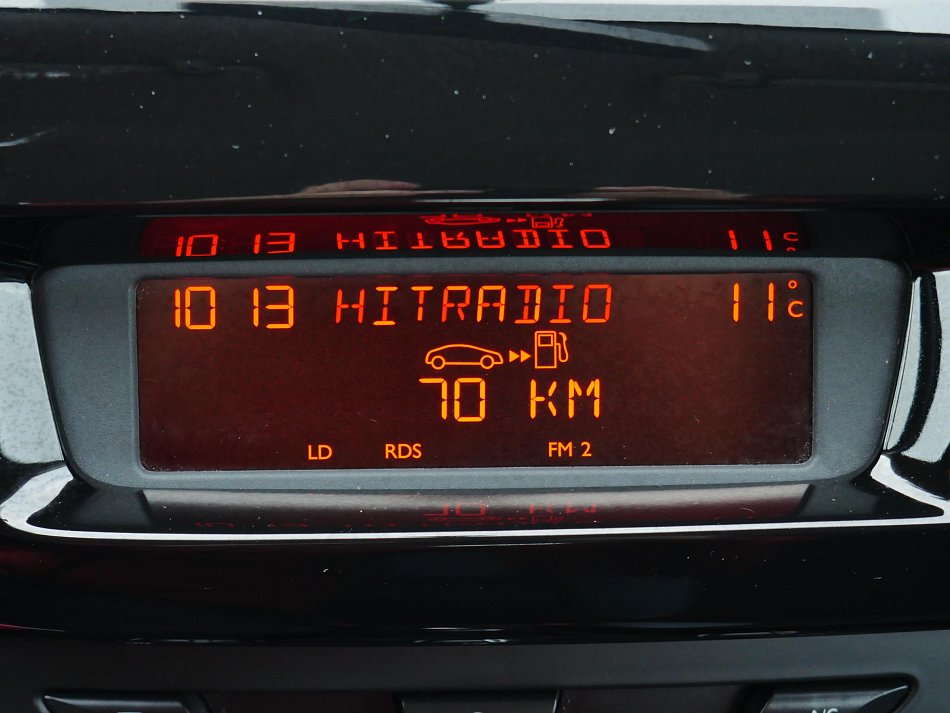 10 13 HITRADIO 11 °C
70 KM
LD RDS FM 2